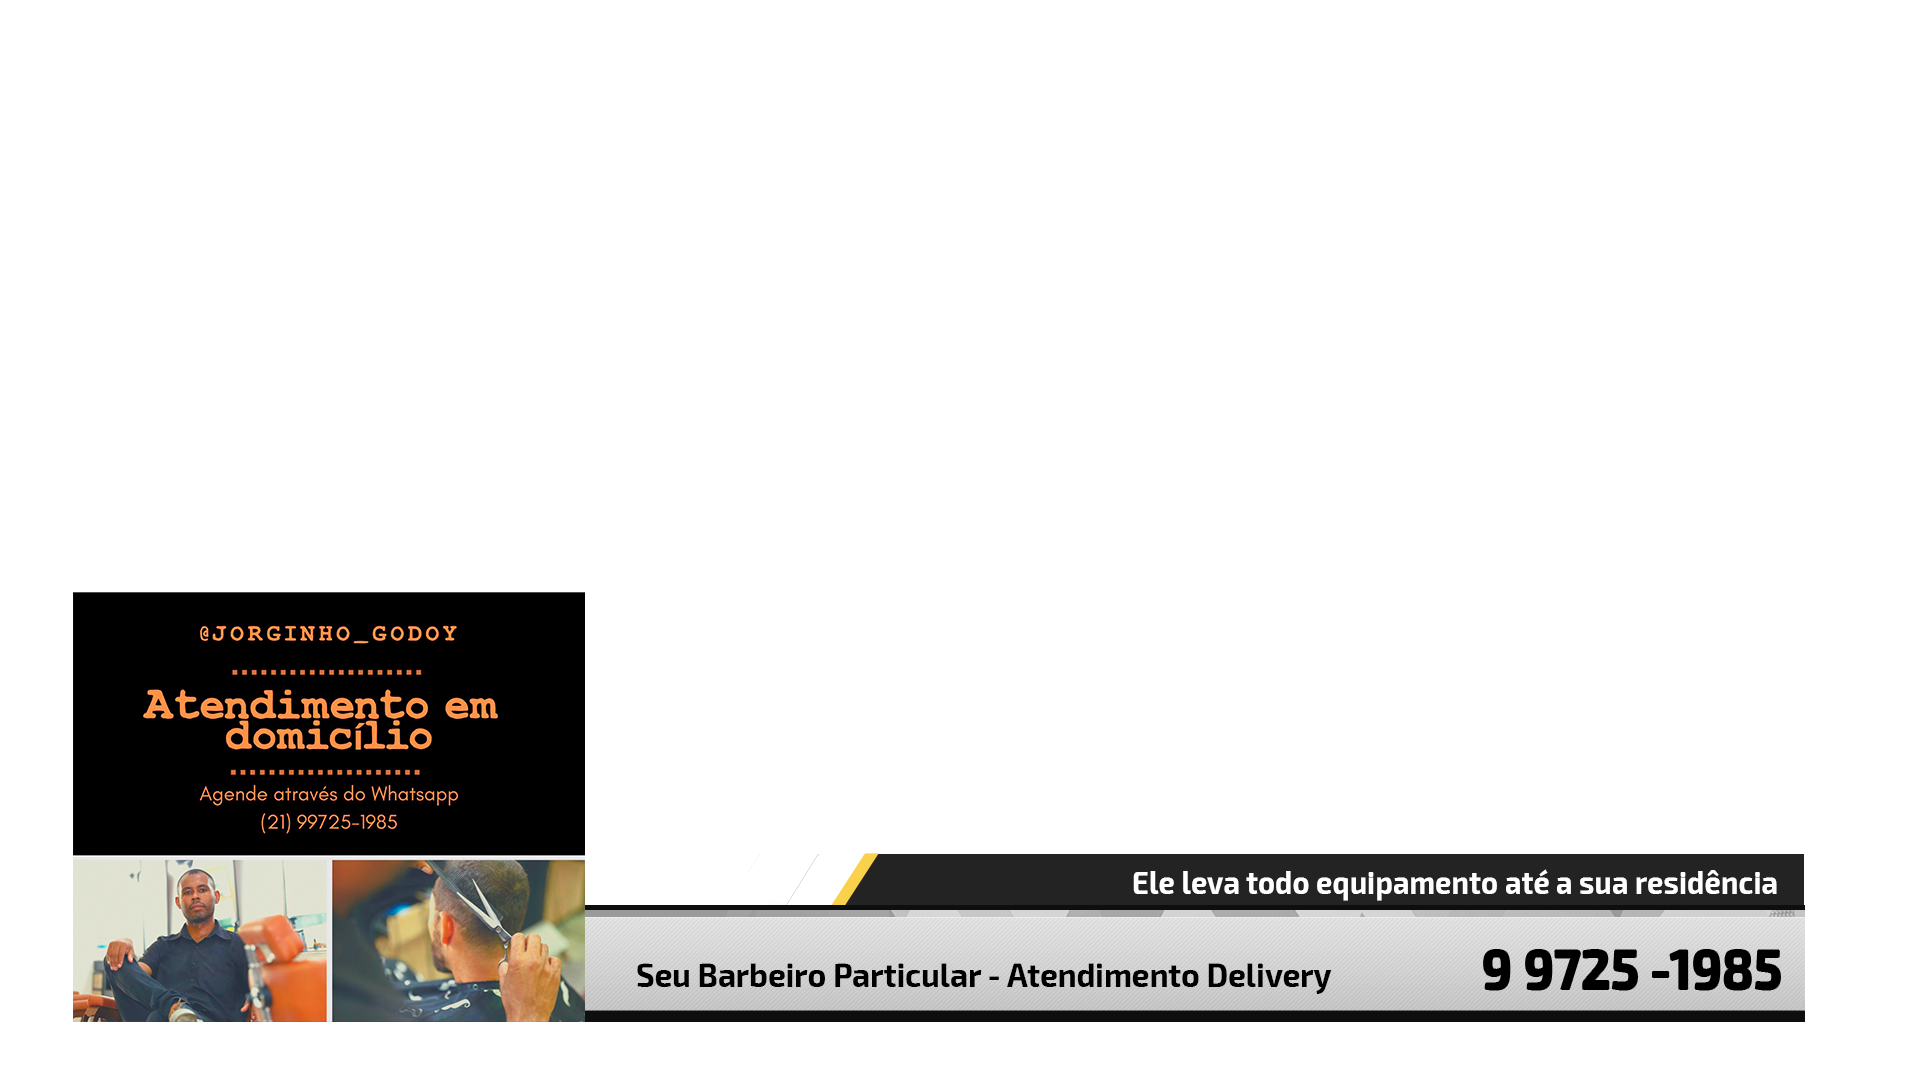 @JORGINHO_GODOY
Atendimento em
domicílio
Agende através do Whatsapp
(21) 99725-1985
Ele leva todo equipamento até a sua residência
Seu Barbeiro Particular - Atendimento Delivery
9 9725 -1985